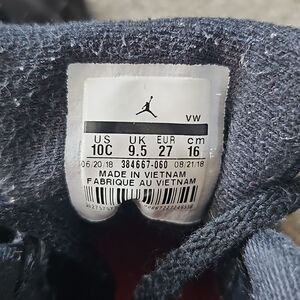 VW
US UK EUR cm
10C 9.5 27 16
06/20/18 384667-060 08/21/18
MADE IN VIETNAM
FABRIQUE AU VIETNAM